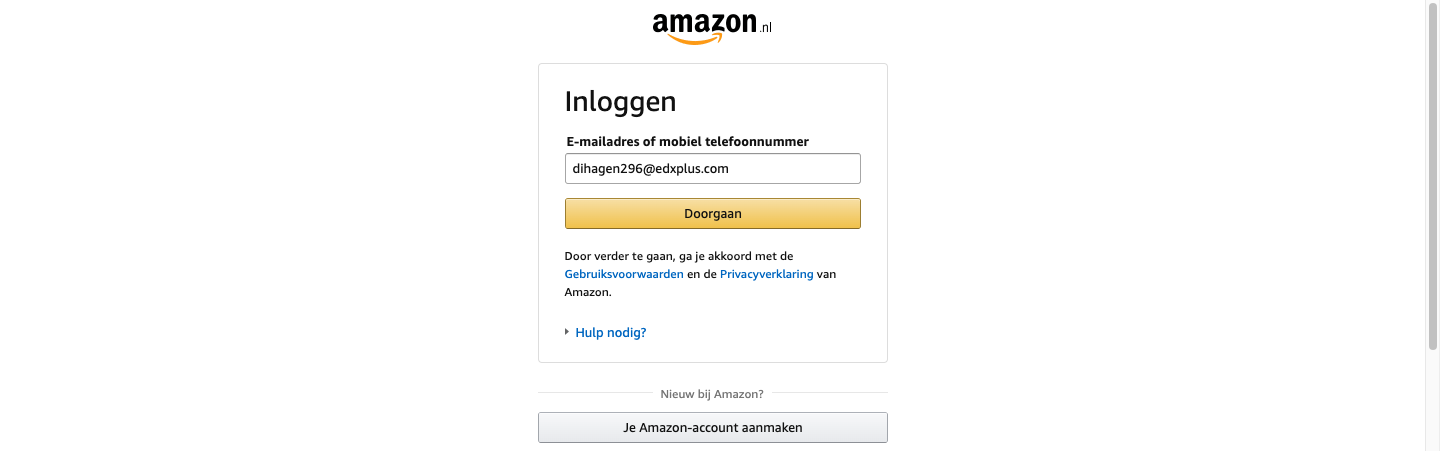 amazon.nl
Inloggen
E-mailadres of mobiel telefoonnummer
dihagen296@edxplus.com
Doorgaan
Door verder te gaan, ga je akkoord met de
Gebruiksvoorwaarden en de Privacyverklaring van
Amazon.
Hulp nodig?
Nieuw bij Amazon?
Je Amazon-account aanmaken